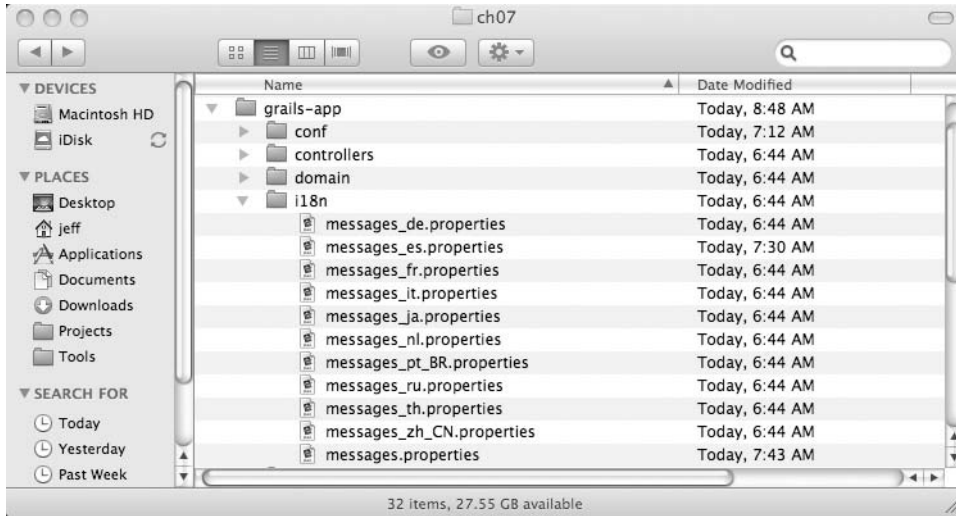 ch07
Name Date Modified
DEVICES
Macintosh HD
iDisk
PLACES
Desktop
jeff
Applications
Documents
Downloads
Projects
Tools
SEARCH FOR
Today
Yesterday
Past Week
grails-app Today, 8:48 AM
conf Today, 7:12 AM
controllers Today, 6:44 AM
domain Today, 6:44 AM
i18n
messages_de.properties Today, 6:44 AM
messages_es.properties Today, 7:30 AM
messages_fr.properties Today, 6:44 AM
messages_it.properties Today, 6:44 AM
messages_ja.properties Today, 6:44 AM
messages_nl.properties Today, 6:44 AM
messages_pt_BR.properties Today, 6:44 AM
messages_ru.properties Today, 6:44 AM
messages_th.properties Today, 6:44 AM
messages_zh_CN.properties Today, 6:44 AM
messages.properties Today, 7:43 AM
32 items, 27.55 GB available